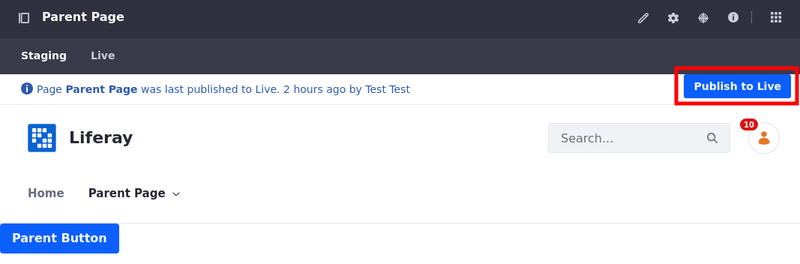 Parent Page
Staging Live
Page Parent Page was last published to Live. 2 hours ago by Test Test
Publish to Live
Liferay
Search...
10
Home Parent Page
Parent Button